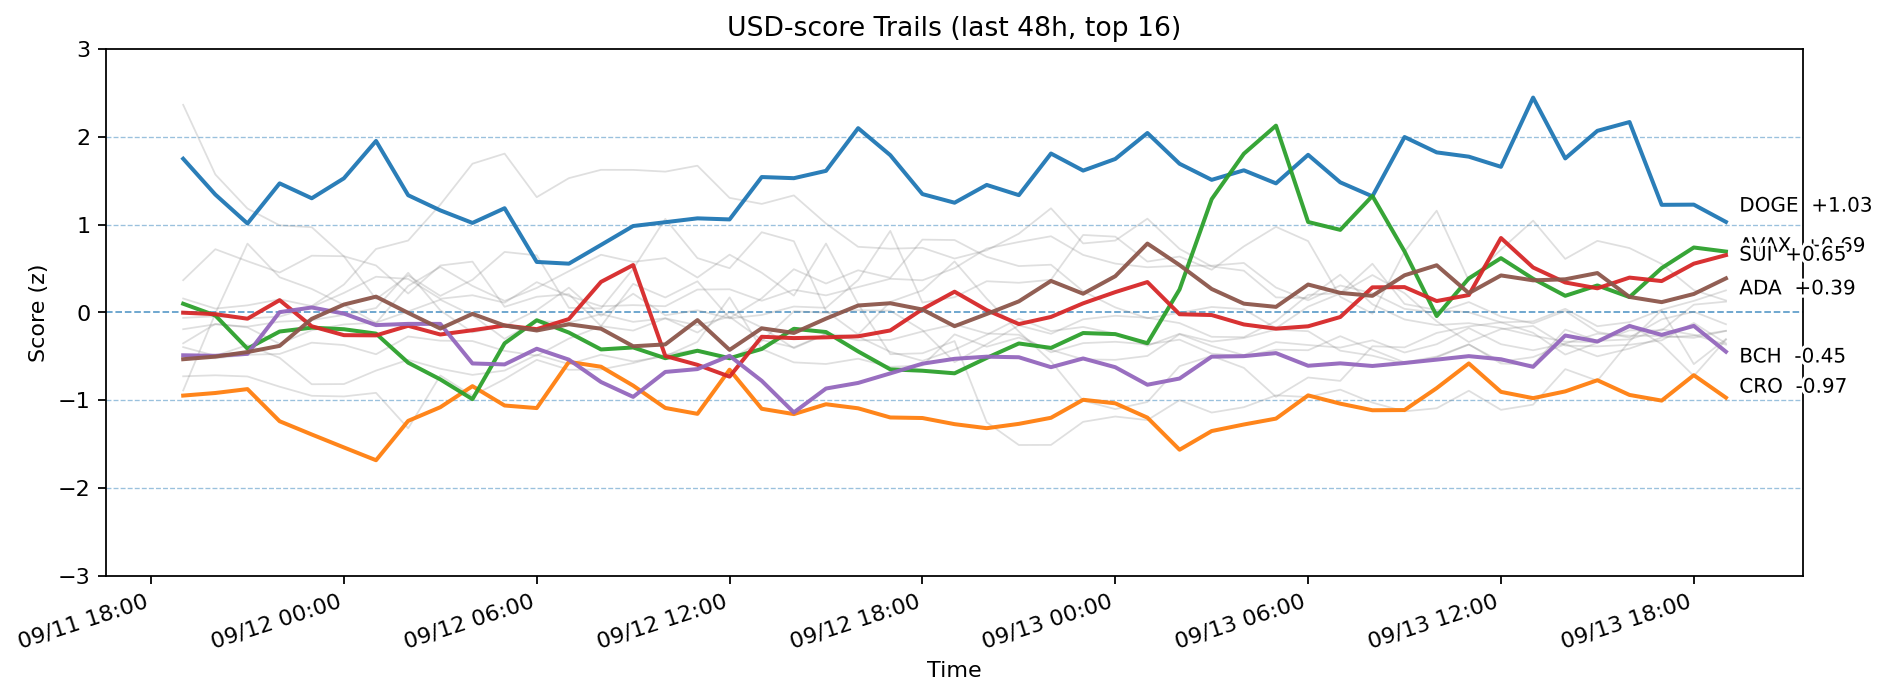 USD-score Trails (last 48h, top 16)
Score (z)
3
2
1
0
−1
−2
−3
DOGE +1.03
SUI +0.65
ADA +0.39
BCH -0.45
CRO -0.97
09/11 18:00
09/12 00:00
09/12 06:00
09/12 12:00
09/12 18:00
09/13 00:00
09/13 06:00
09/13 12:00
09/13 18:00
Time